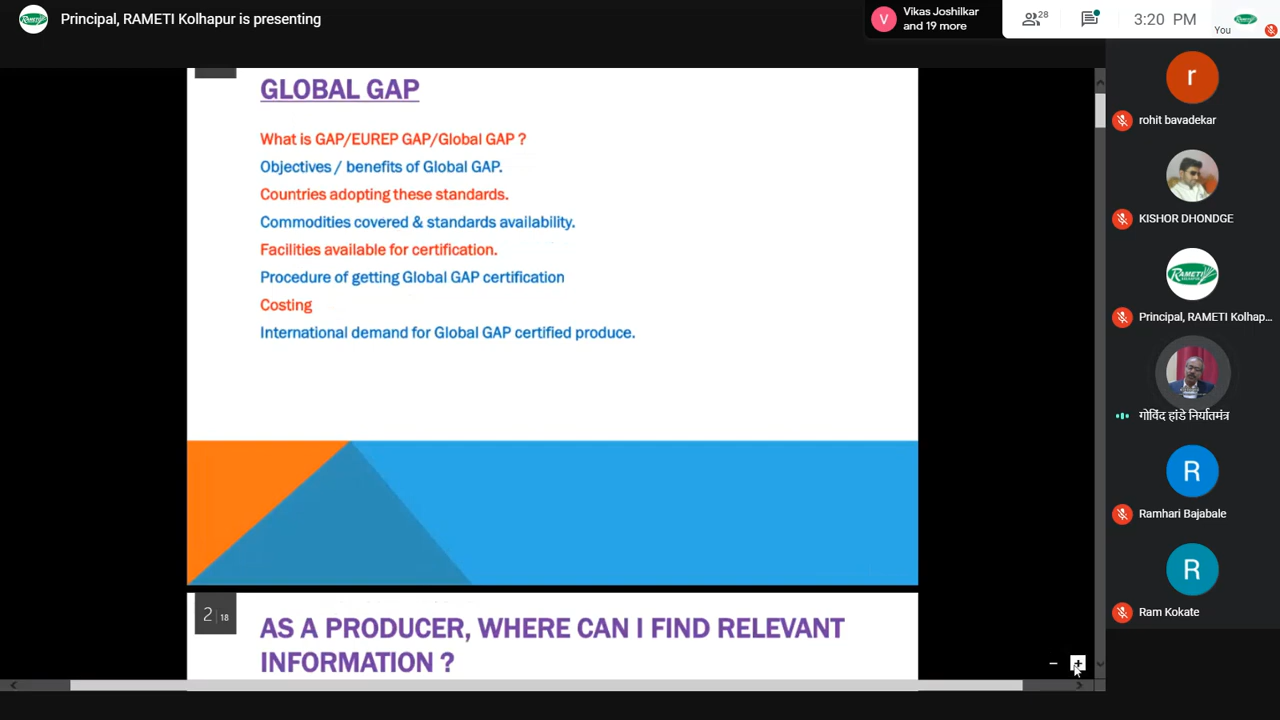 Principal, RAMETI Kolhapur is presenting
V
Vikas Joshilkar
and 19 more
28
3:20 PM
You
GLOBAL GAP
What is GAP/EUREP GAP/Global GAP ?
Objectives / benefits of Global GAP.
Countries adopting these standards.
Commodities covered & standards availability.
Facilities available for certification.
Procedure of getting Global GAP certification
Costing
International demand for Global GAP certified produce.
2 | 18
AS A PRODUCER, WHERE CAN I FIND RELEVANT
INFORMATION ?
r
rohit bavadekar
KISHOR DHONDGE
RAMETI
Principal, RAMETI Kolhap...
गोविंद हांडे निर्यातमंत्र
R
Ramhari Bajabale
R
Ram Kokate